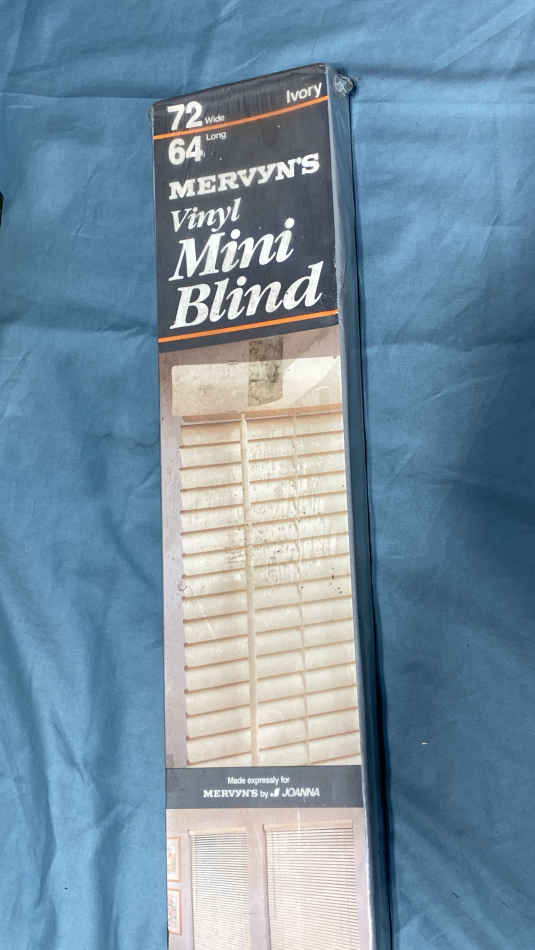 72 Wide Ivory
64 Long
MERVYN'S
Vinyl
Mini
Blind
Made expressly for
MERVYN'S by JOANNA